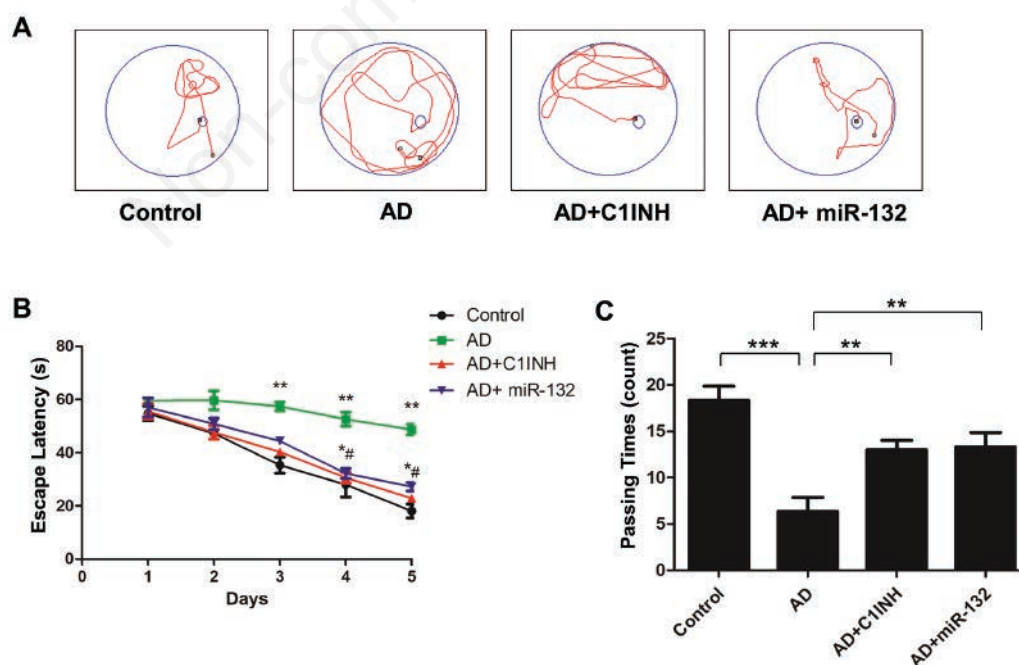 Non-com
A
Control
AD
AD+C1INH
AD+ miR-132
B
Control
AD
AD+C1INH
AD+ miR-132
Escape Latency (s)
80
60
40
20
0
**
**
**
*#
*#
0
1
2
3
4
5
Days
C
**
***
**
Passing Times (count)
25
20
15
10
5
0
Control
AD
AD+C1INH
AD+miR-132